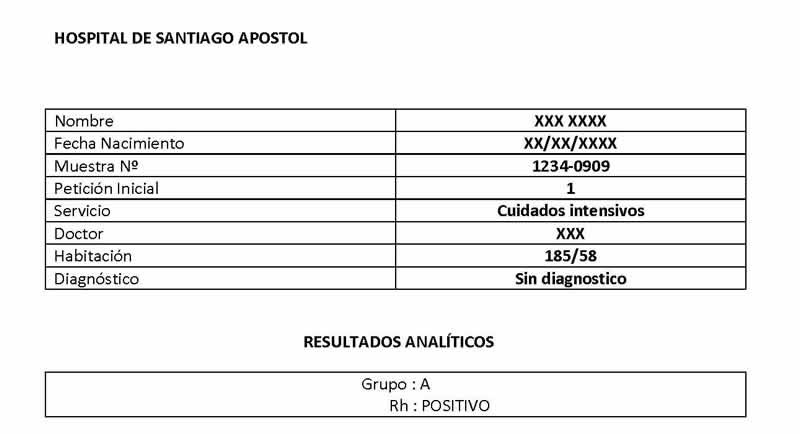 HOSPITAL DE SANTIAGO APOSTOL
Nombre XXX XXXX
Fecha Nacimiento XX/XX/XXXX
Muestra Nº 1234-0909
Petición Inicial 1
Servicio Cuidados intensivos
Doctor XXX
Habitación 185/58
Diagnóstico Sin diagnostico
RESULTADOS ANALÍTICOS
Grupo : A
Rh : POSITIVO